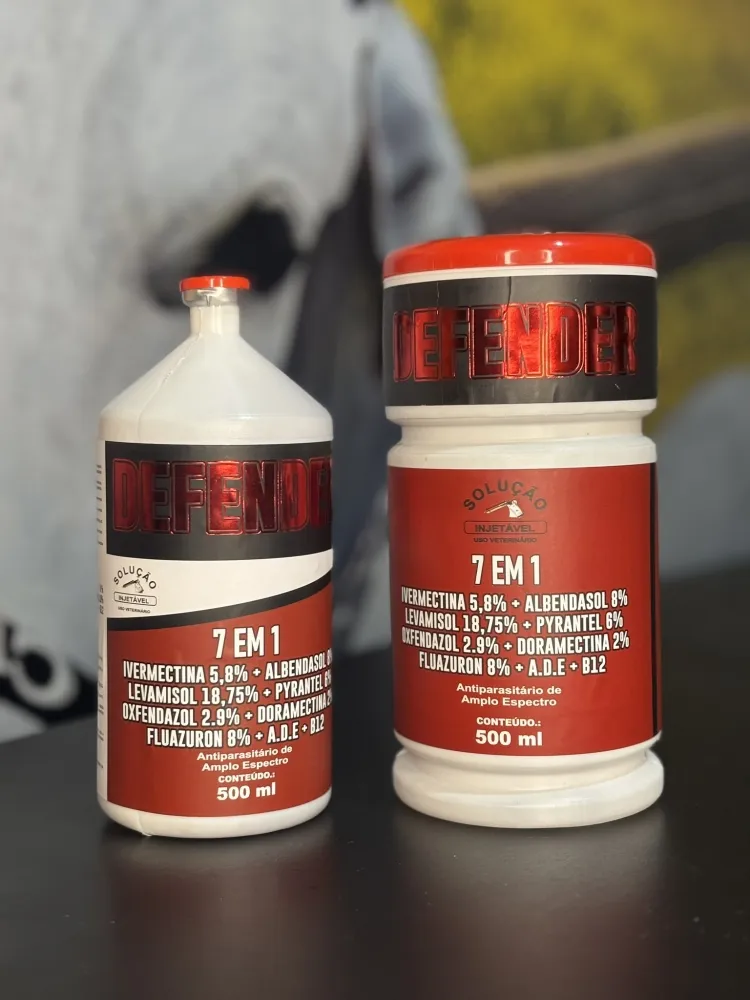 DEFENDER
SOLUÇÃO
INJETÁVEL
USO VETERINÁRIO
7 EM 1
IVERMECTINA 5,8% + ALBENDASOL
LEVAMISOL 18,75% + PYRANTEL 6%
OXFENDAZOL 2.9% + DORAMECTINA 2%
FLUAZURON 8% + A.D.E + B12
Antiparasitário de
Amplo Espectro
CONTEÚDO.:
500 ml
DEFENDER
SOLUÇÃO
INJETÁVEL
USO VETERINÁRIO
7 EM 1
IVERMECTINA 5,8% + ALBENDASOL 8%
LEVAMISOL 18,75% + PYRANTEL 6%
OXFENDAZOL 2.9% + DORAMECTINA 2%
FLUAZURON 8% + A.D.E + B12
Antiparasitário de
Amplo Espectro
CONTEÚDO.:
500 ml